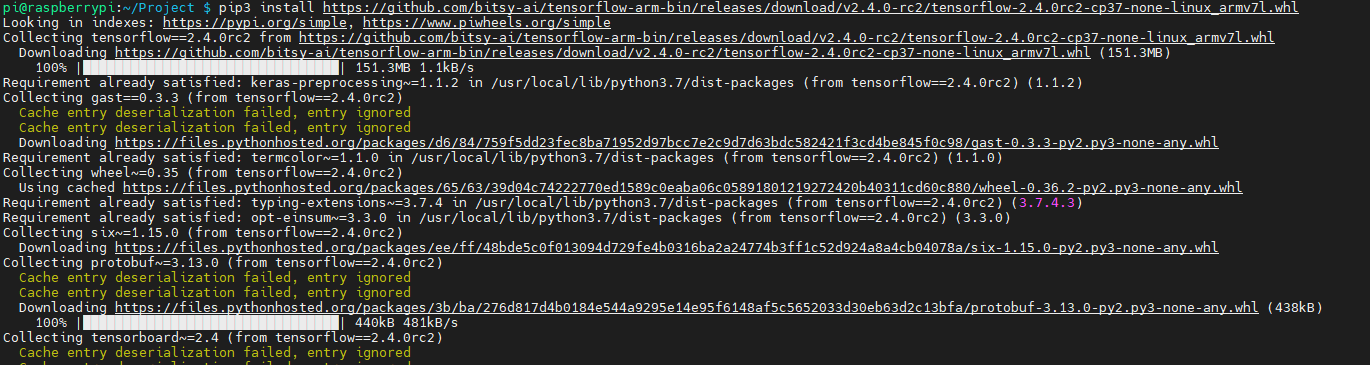 pi@raspberrypi:~/Project $ pip3 install https://github.com/bitsy-ai/tensorflow-arm-bin/releases/download/v2.4.0-rc2/tensorflow-2.4.0rc2-cp37-none-linux_armv7l.whl
Looking in indexes: https://pypi.org/simple, https://www.piwheels.org/simple
Collecting tensorflow==2.4.0rc2 from https://github.com/bitsy-ai/tensorflow-arm-bin/releases/download/v2.4.0-rc2/tensorflow-2.4.0rc2-cp37-none-linux_armv7l.whl
Downloading https://github.com/bitsy-ai/tensorflow-arm-bin/releases/download/v2.4.0-rc2/tensorflow-2.4.0rc2-cp37-none-linux_armv7l.whl (151.3MB)
100% |████████████████████████████████| 151.3MB 1.1kB/s
Requirement already satisfied: keras-preprocessing~=1.1.2 in /usr/local/lib/python3.7/dist-packages (from tensorflow==2.4.0rc2) (1.1.2)
Collecting gast==0.3.3 (from tensorflow==2.4.0rc2)
Cache entry deserialization failed, entry ignored
Cache entry deserialization failed, entry ignored
Downloading https://files.pythonhosted.org/packages/d6/84/759f5dd23fec8ba71952d97bcc7e2c9d7d63bdc582421f3cd4be845f0c98/gast-0.3.3-py2.py3-none-any.whl
Requirement already satisfied: termcolor~=1.1.0 in /usr/local/lib/python3.7/dist-packages (from tensorflow==2.4.0rc2) (1.1.0)
Collecting wheel~=0.35 (from tensorflow==2.4.0rc2)
Using cached https://files.pythonhosted.org/packages/65/63/39d04c74222770ed1589c0eaba06c05891801219272420b40311cd60c880/wheel-0.36.2-py2.py3-none-any.whl
Requirement already satisfied: typing-extensions~=3.7.4 in /usr/local/lib/python3.7/dist-packages (from tensorflow==2.4.0rc2) (3.7.4.3)
Requirement already satisfied: opt-einsum~=3.3.0 in /usr/local/lib/python3.7/dist-packages (from tensorflow==2.4.0rc2) (3.3.0)
Collecting six~=1.15.0 (from tensorflow==2.4.0rc2)
Downloading https://files.pythonhosted.org/packages/ee/ff/48bde5c0f013094d729fe4b0316ba2a24774b3ff1c52d924a8a4cb04078a/six-1.15.0-py2.py3-none-any.whl
Collecting protobuf~=3.13.0 (from tensorflow==2.4.0rc2)
Cache entry deserialization failed, entry ignored
Cache entry deserialization failed, entry ignored
Downloading https://files.pythonhosted.org/packages/3b/ba/276d817d4b0184e544a9295e14e95f6148af5c5652033d30eb63d2c13bfa/protobuf-3.13.0-py2.py3-none-any.whl (438kB)
100% |████████████████████████████████| 440kB 481kB/s
Collecting tensorboard~=2.4 (from tensorflow==2.4.0rc2)
Cache entry deserialization failed, entry ignored
Cache entry deserialization failed, entry ignored